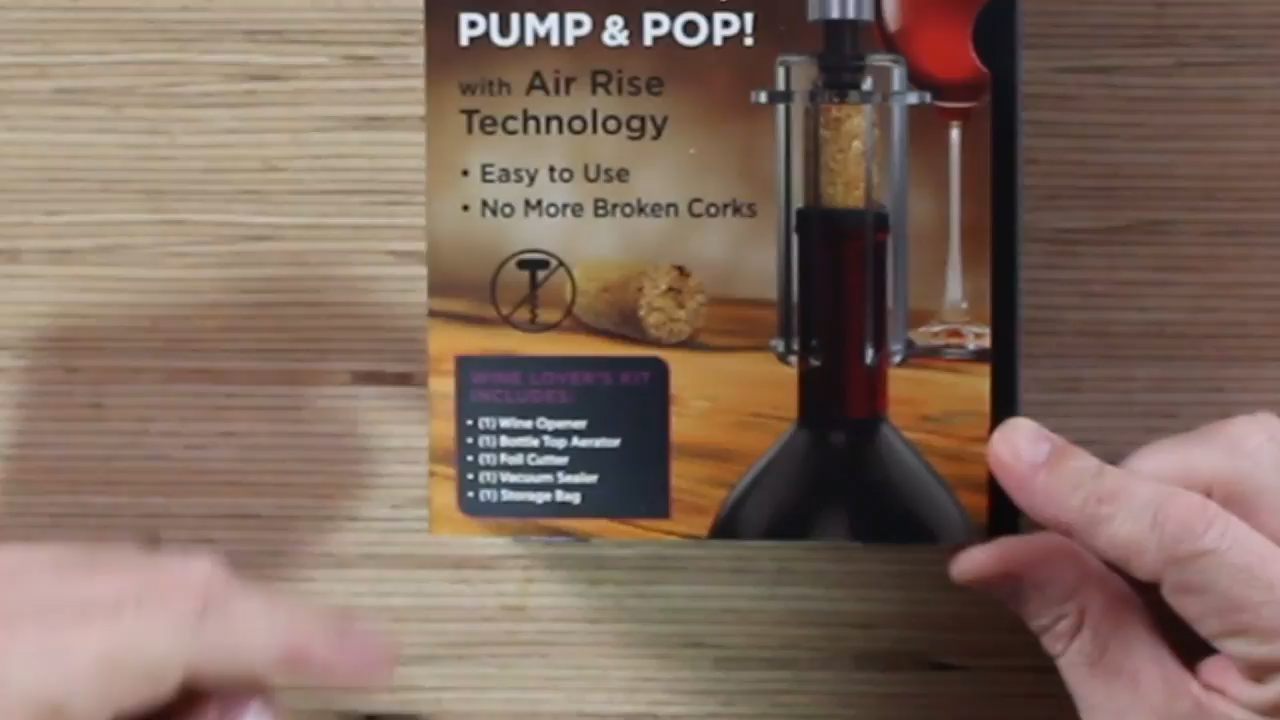 PUMP & POP!
with Air Rise
Technology
• Easy to Use
• No More Broken Corks
WINE LOVER'S KIT
INCLUDES:
• (1) Wine Opener
• (1) Bottle Top Aerator
• (1) Foil Cutter
• (1) Vacuum Sealer
• (1) Storage Bag